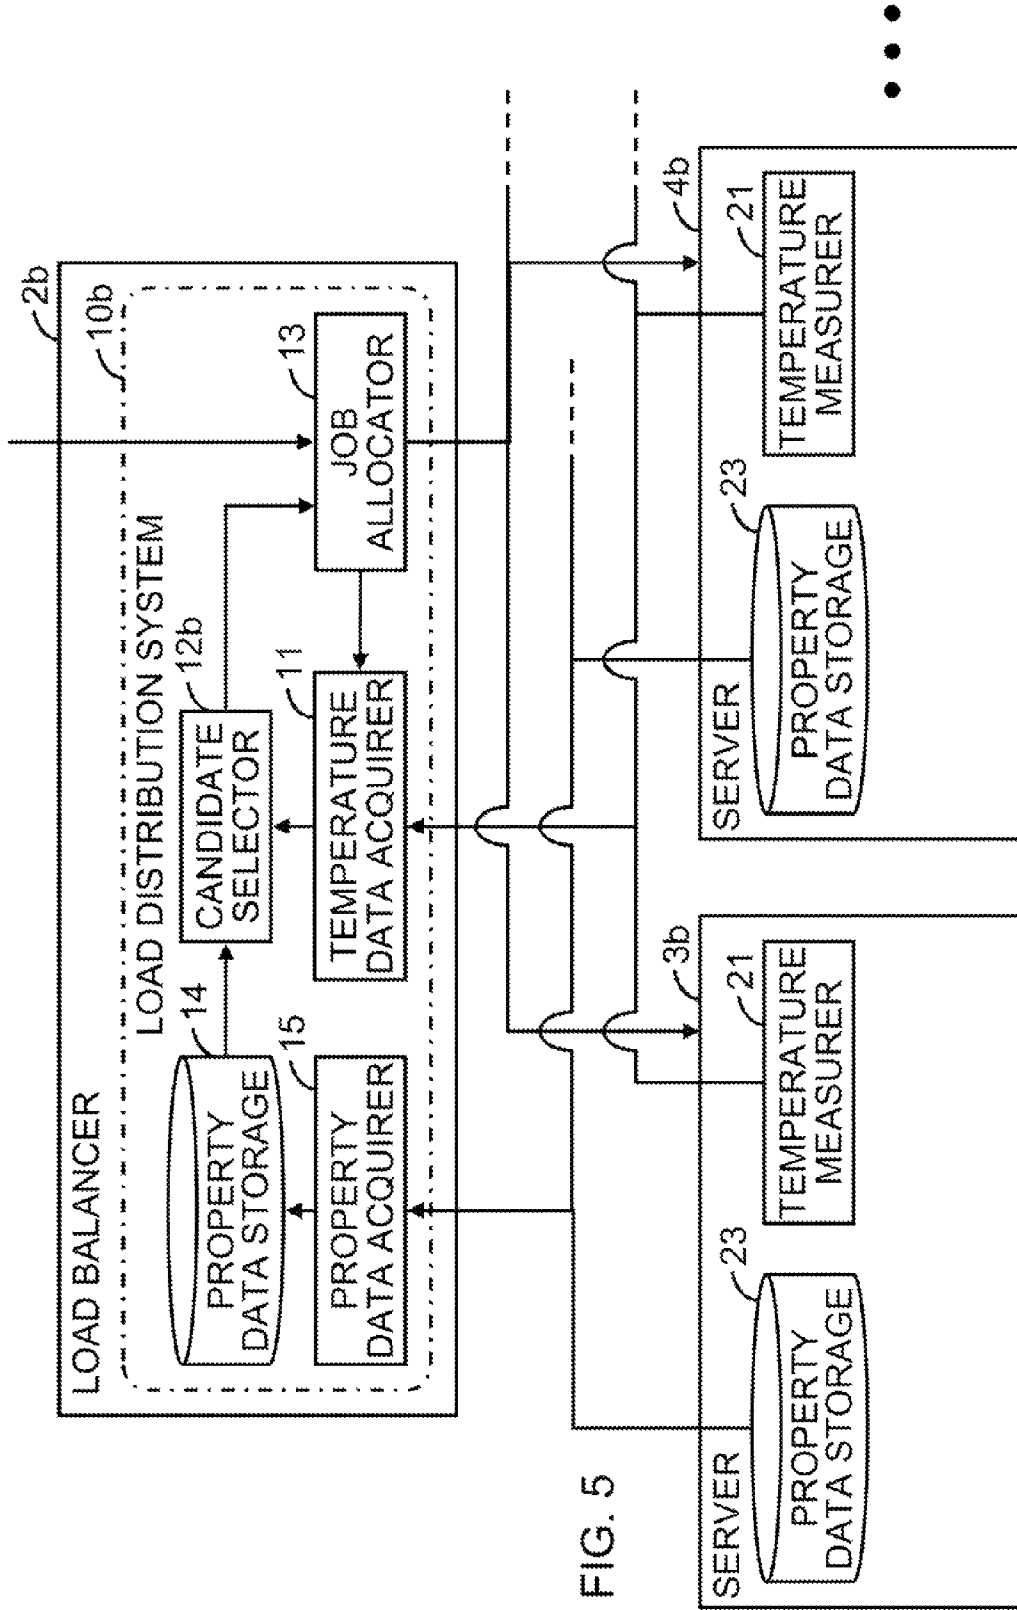 FIG. 5
LOAD BALANCER
2b
LOAD DISTRIBUTION SYSTEM
10b
14
PROPERTY
DATA STORAGE
12b
CANDIDATE
SELECTOR
15
PROPERTY
DATA ACQUIRER
11
TEMPERATURE
DATA ACQUIRER
13
JOB
ALLOCATOR
3b
SERVER
23
PROPERTY
DATA STORAGE
21
TEMPERATURE
MEASURER
4b
SERVER
23
PROPERTY
DATA STORAGE
21
TEMPERATURE
MEASURER